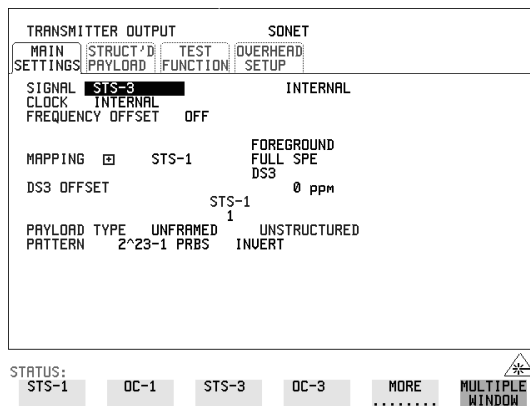 TRANSMITTER OUTPUT SONET
MAIN SETTINGS STRUCT'D PAYLOAD TEST FUNCTION OVERHEAD SETUP
SIGNAL STS-3 INTERNAL
CLOCK INTERNAL
FREQUENCY OFFSET OFF
FOREGROUND
MAPPING + STS-1 FULL SPE
DS3
DS3 OFFSET 0 ppm
STS-1
1
PAYLOAD TYPE UNFRAMED UNSTRUCTURED
PATTERN 2^23-1 PRBS INVERT
STATUS:
STS-1 OC-1 STS-3 OC-3 MORE ........ MULTIPLE WINDOW